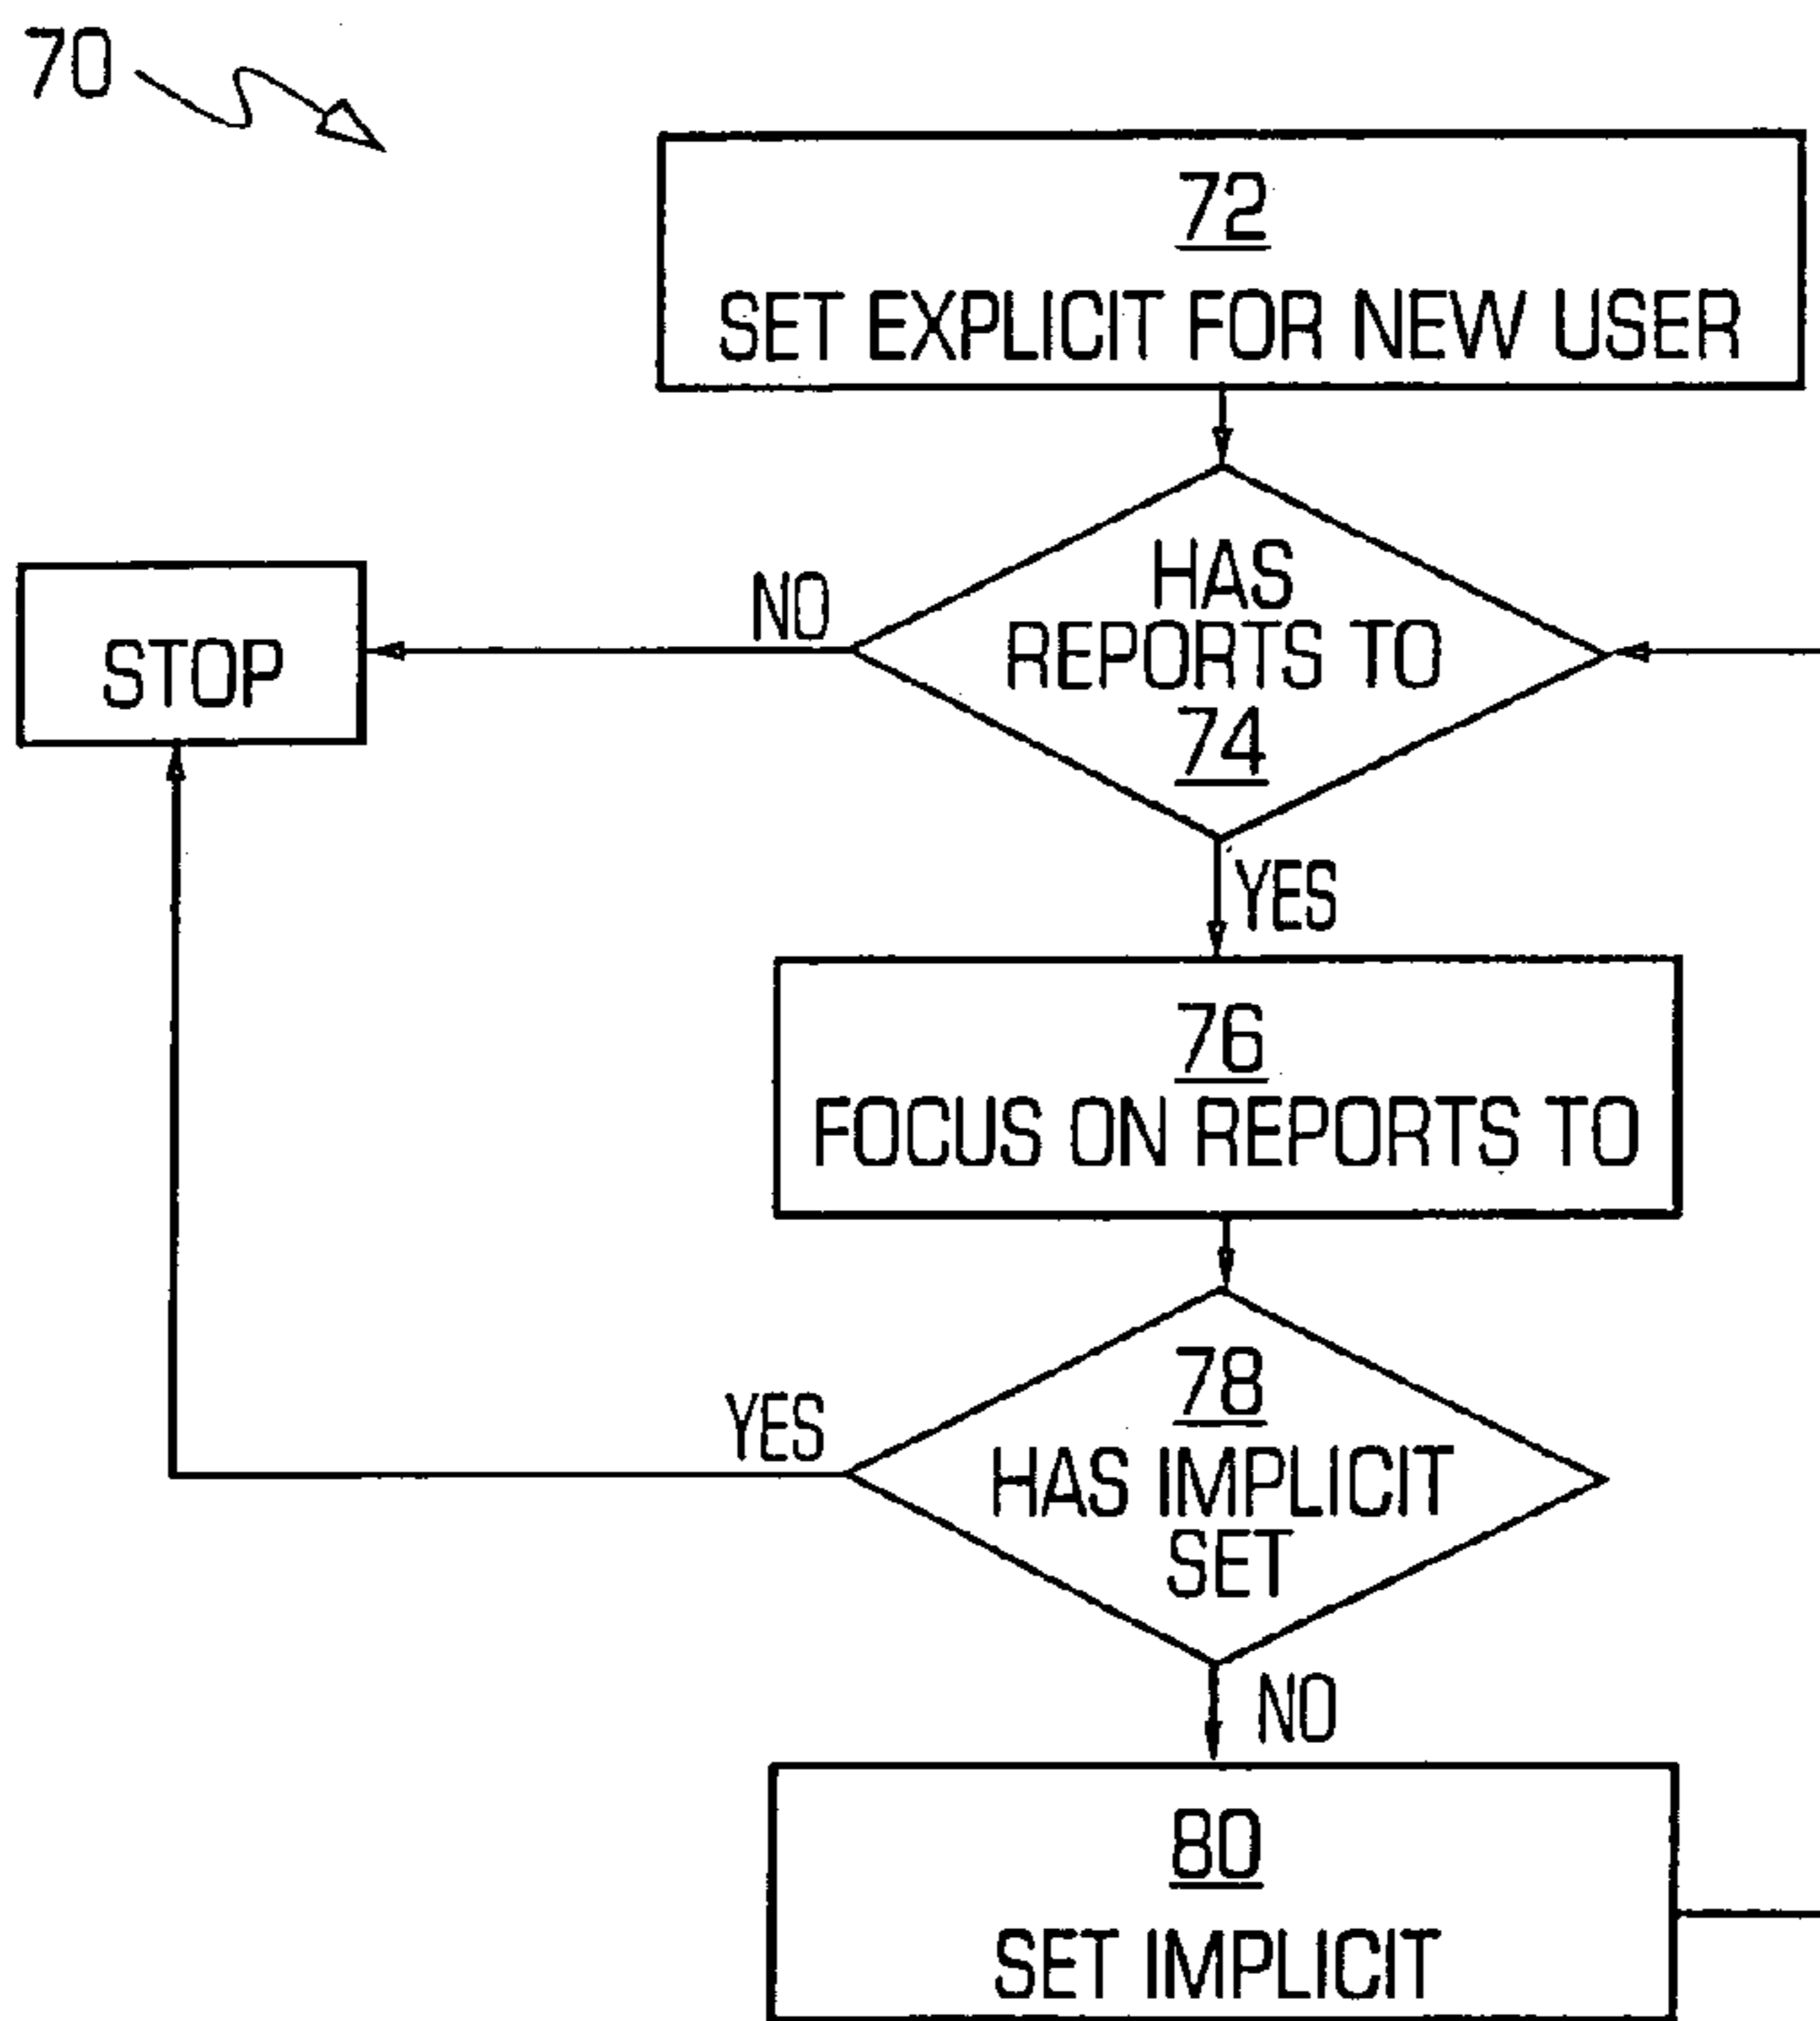 70
72
SET EXPLICIT FOR NEW USER
HAS
REPORTS TO
74
NO
STOP
YES
76
FOCUS ON REPORTS TO
78
HAS IMPLICIT
SET
YES
NO
80
SET IMPLICIT